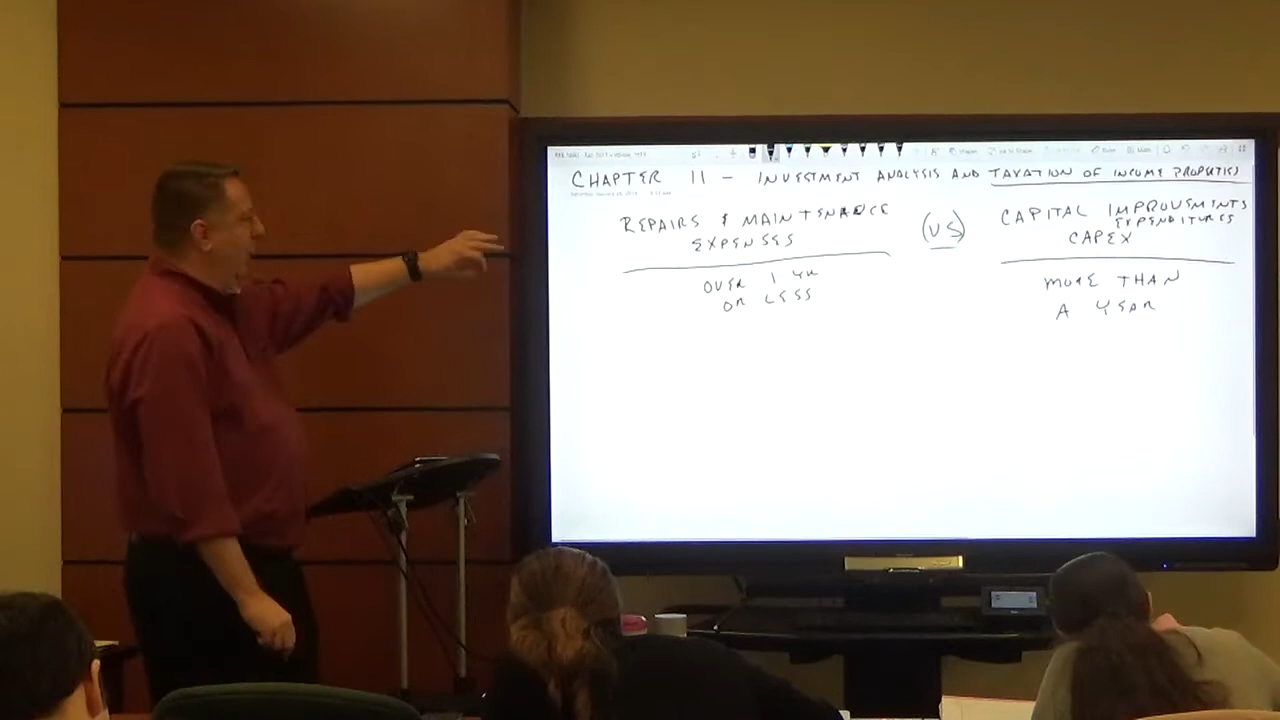 CHAPTER 11 - INVESTMENT ANALYSIS AND TAXATION OF INCOME PROPERTIES
REPAIRS & MAINTENANCE
EXPENSES
(VS)
CAPITAL IMPROVEMENTS
EXPENDITURES
CAPEX
OVER 1 YR
OR LESS
MORE THAN
A YEAR